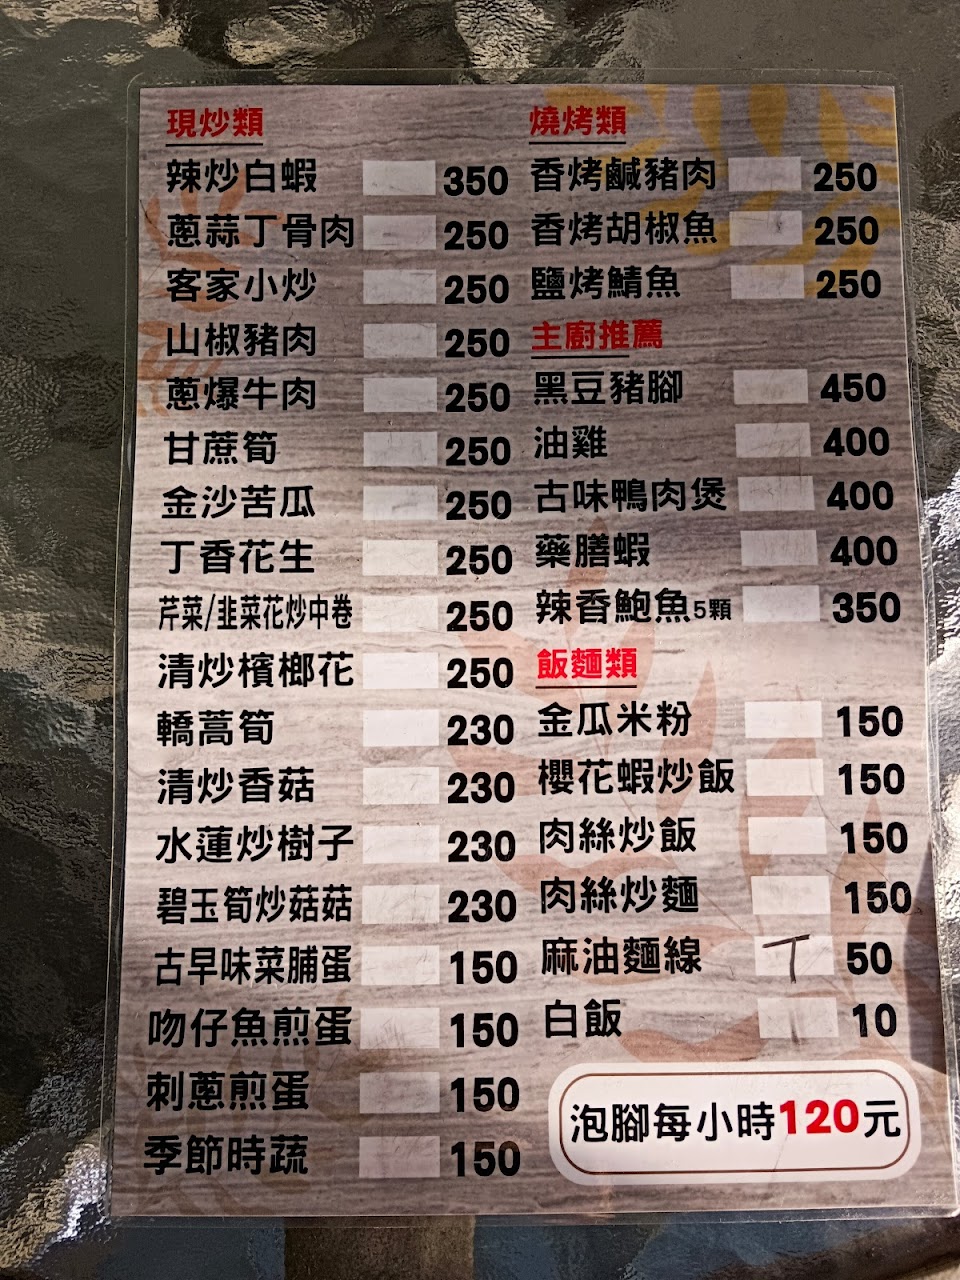 現炒類
辣炒白蝦 350
蔥蒜丁骨肉 250
客家小炒 250
山椒豬肉 250
蔥爆牛肉 250
甘蔗筍 250
金沙苦瓜 250
丁香花生 250
芹菜/韭菜花炒中卷 250
清炒檳榔花 250
轎蒿筍 230
清炒香菇 230
水蓮炒樹子 230
碧玉筍炒菇菇 230
古早味菜脯蛋 150
吻仔魚煎蛋 150
刺蔥煎蛋 150
季節時蔬 150
燒烤類
香烤鹹豬肉 250
香烤胡椒魚 250
鹽烤鯖魚 250
主廚推薦
黑豆豬腳 450
油雞 400
古味鴨肉煲 400
藥膳蝦 400
辣香鮑魚5顆 350
飯麵類
金瓜米粉 150
櫻花蝦炒飯 150
肉絲炒飯 150
肉絲炒麵 150
麻油麵線 50
白飯 10
泡腳每小時120元